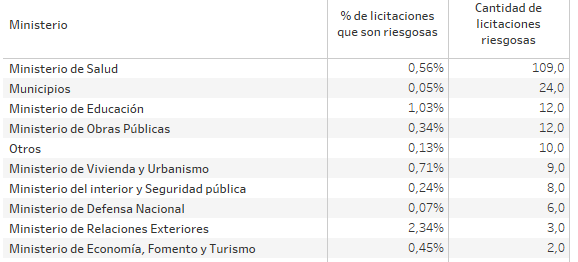 Ministerio % de licitaciones que son riesgosas Cantidad de licitaciones riesgosas
Ministerio de Salud 0,56% 109,0
Municipios 0,05% 24,0
Ministerio de Educación 1,03% 12,0
Ministerio de Obras Públicas 0,34% 12,0
Otros 0,13% 10,0
Ministerio de Vivienda y Urbanismo 0,71% 9,0
Ministerio del interior y Seguridad pública 0,24% 8,0
Ministerio de Defensa Nacional 0,07% 6,0
Ministerio de Relaciones Exteriores 2,34% 3,0
Ministerio de Economía, Fomento y Turismo 0,45% 2,0